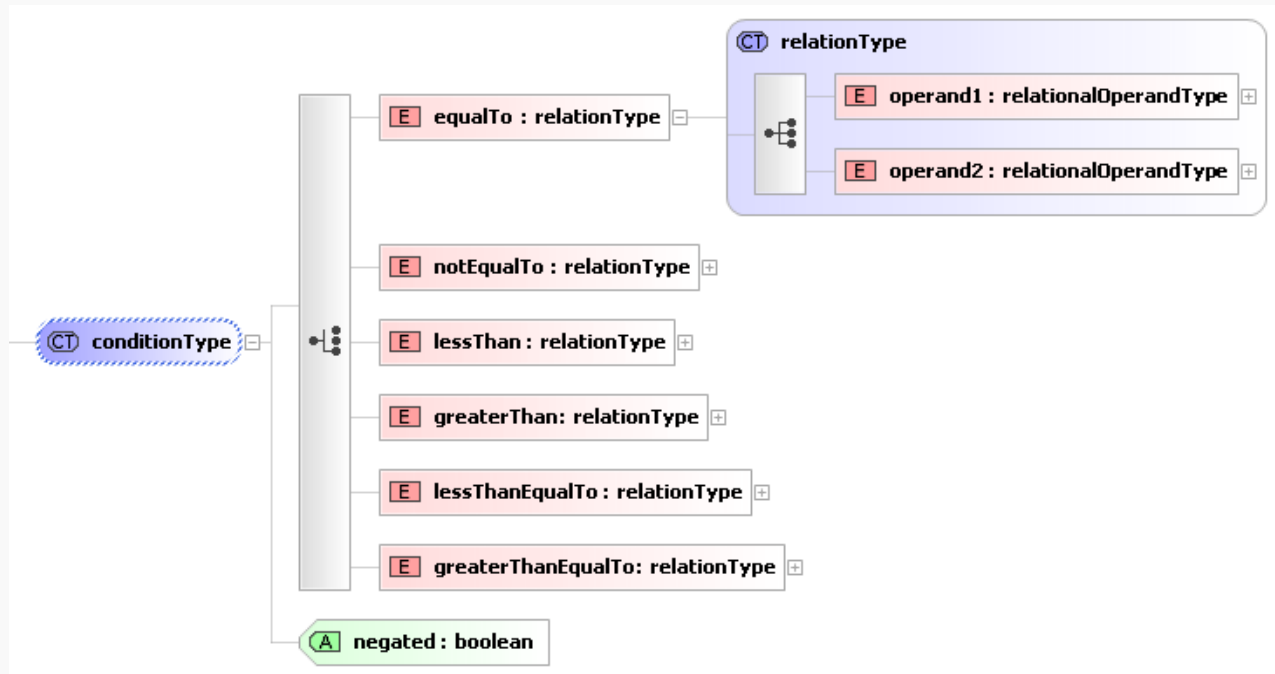 CT relationType
E operand1 : relationalOperandType
E equalTo : relationType
E operand2 : relationalOperandType
E notEqualTo : relationType
CT conditionType
E lessThan : relationType
E greaterThan: relationType
E lessThanEqualTo : relationType
E greaterThanEqualTo: relationType
A negated : boolean